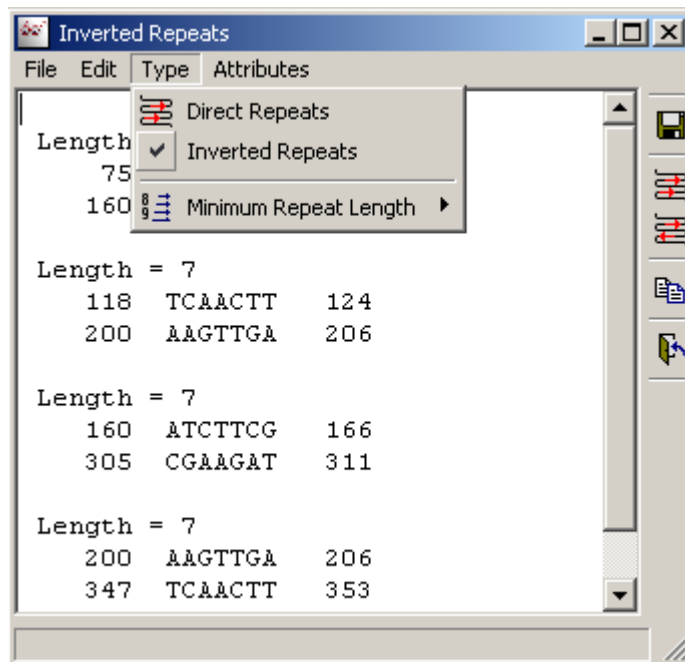 Inverted Repeats
File Edit Type Attributes
Direct Repeats
Length
Inverted Repeats
75
160
Minimum Repeat Length
Length = 7
118 TCAACTT 124
200 AAGTTGA 206
Length = 7
160 ATCTTCG 166
305 CGAAGAT 311
Length = 7
200 AAGTTGA 206
347 TCAACTT 353